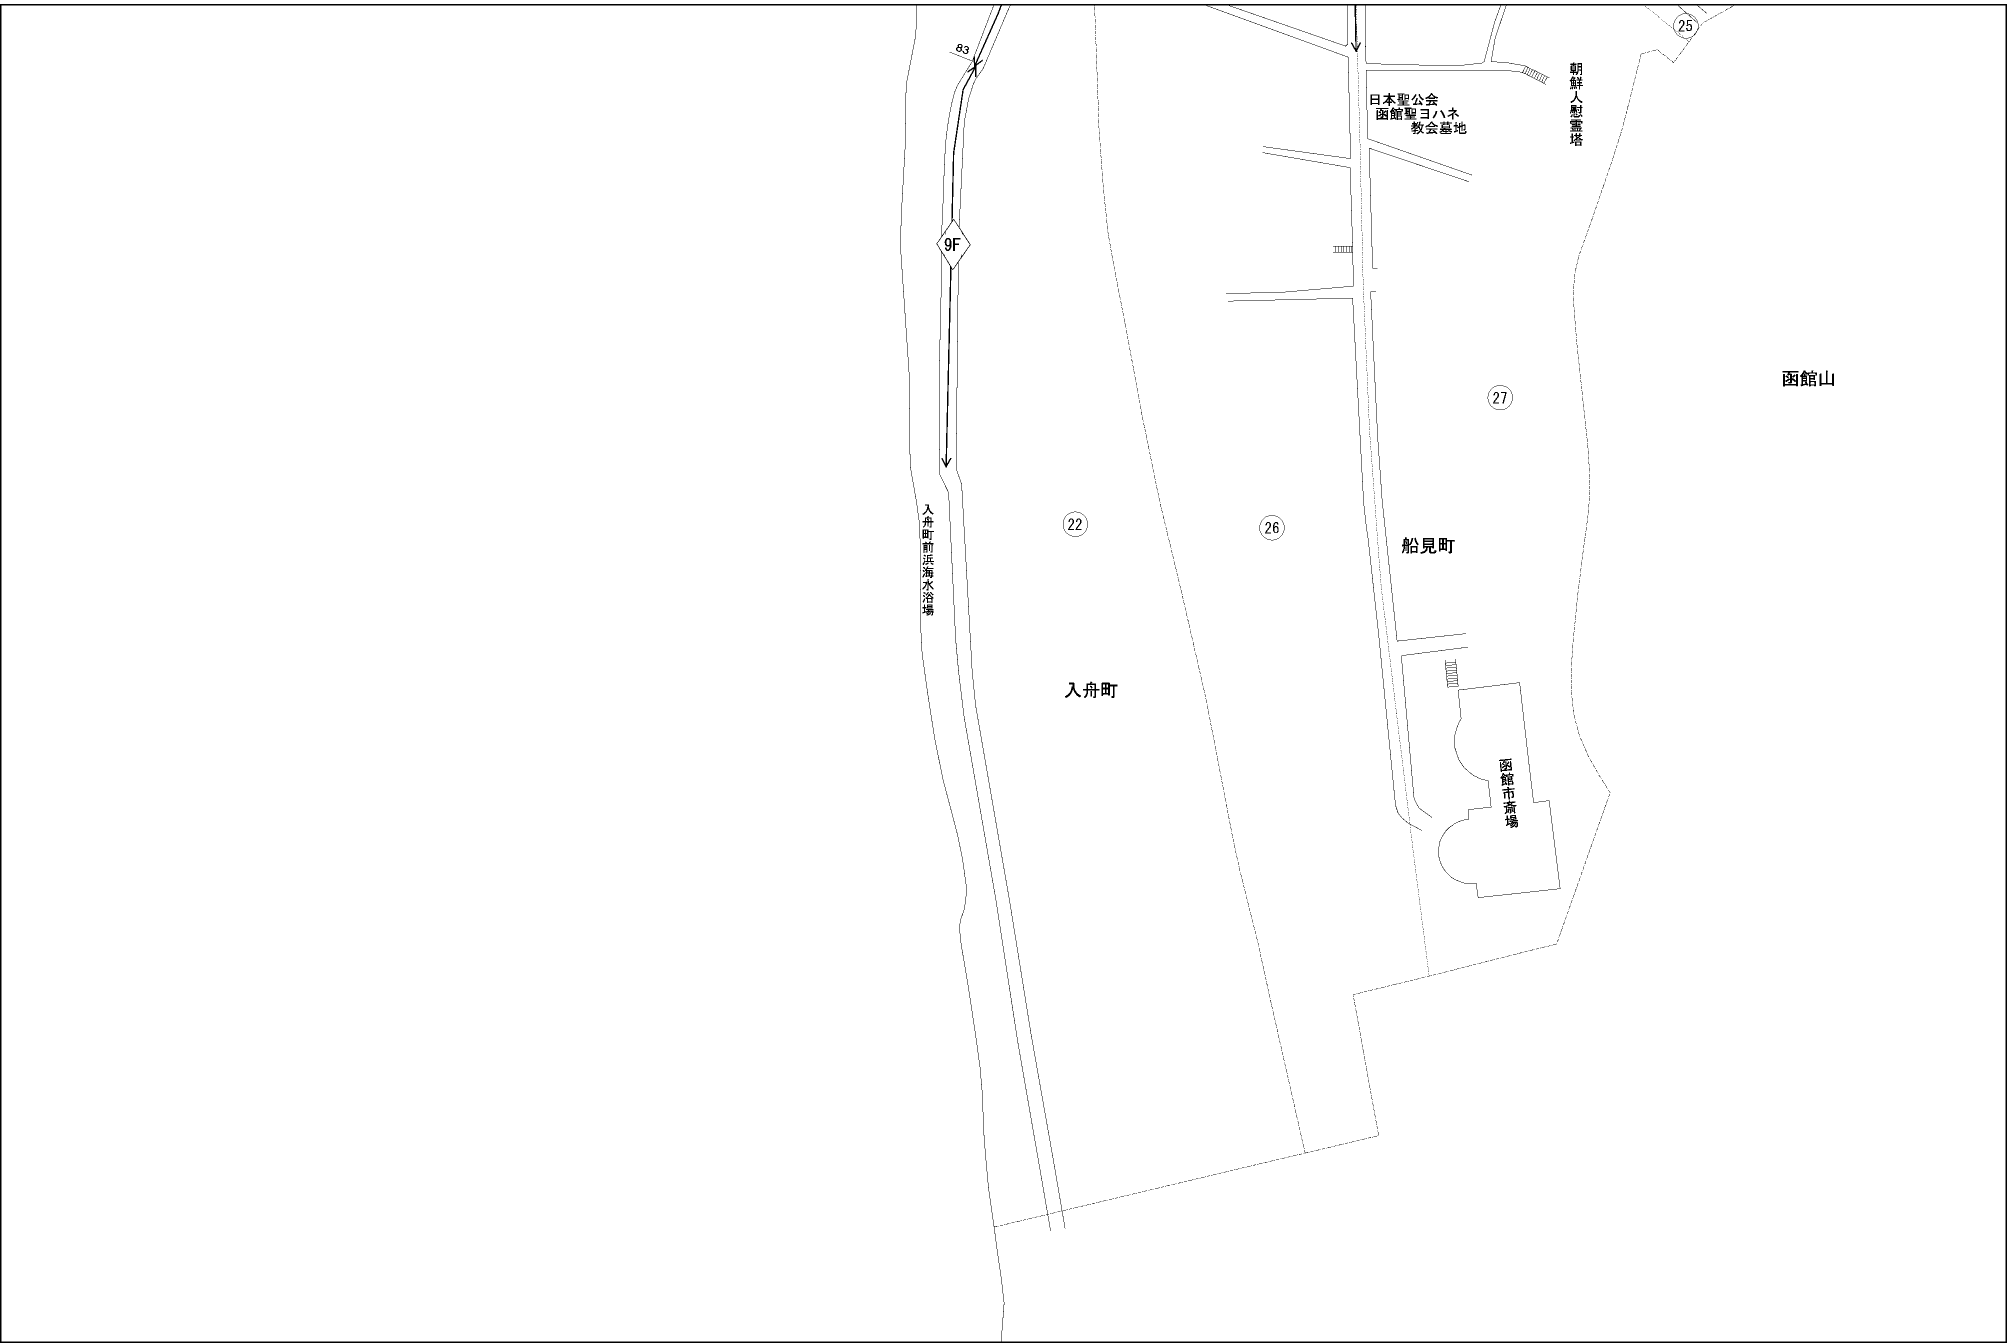 25
83
朝鮮人慰霊塔
日本聖公会
函館聖ヨハネ
教会墓地
9F
函館山
27
入舟町前浜海水浴場
22
26
船見町
入舟町
函館市斎場